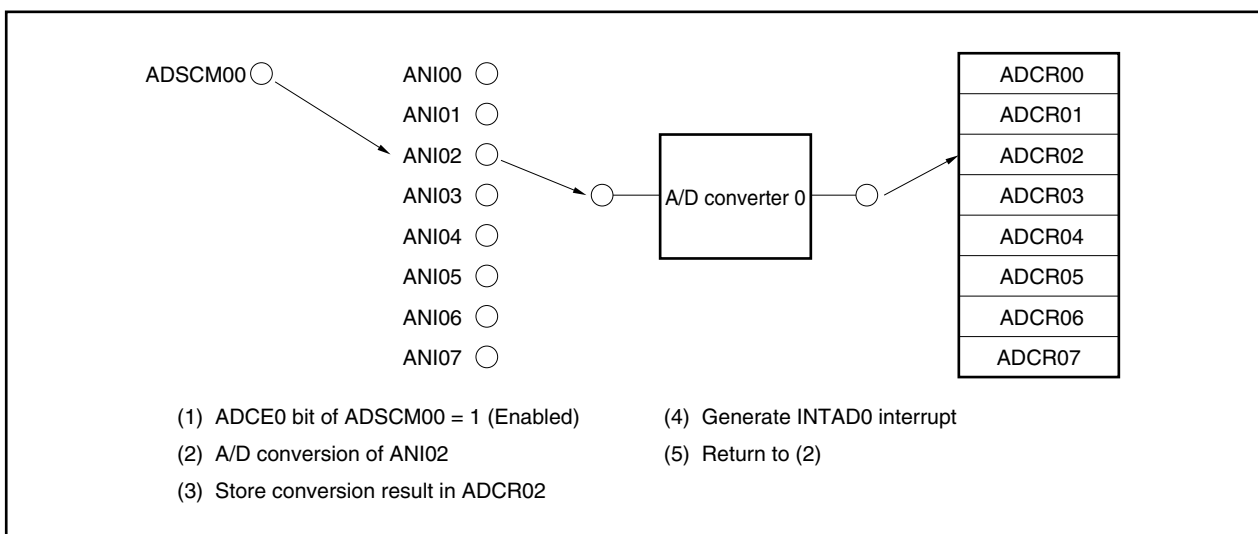 ADSCM00
ANI00
ANI01
ANI02
ANI03
ANI04
ANI05
ANI06
ANI07
A/D converter 0
ADCR00
ADCR01
ADCR02
ADCR03
ADCR04
ADCR05
ADCR06
ADCR07
(1) ADCE0 bit of ADSCM00 = 1 (Enabled)
(2) A/D conversion of ANI02
(3) Store conversion result in ADCR02
(4) Generate INTAD0 interrupt
(5) Return to (2)